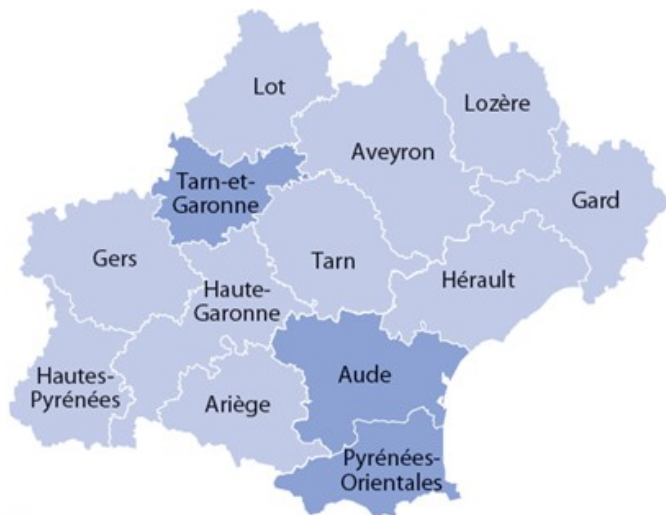 Lot
Lozère
Aveyron
Tarn-et-
Garonne
Gard
Gers
Tarn
Hérault
Haute-
Garonne
Hautes-
Pyrénées
Ariège
Aude
Pyrénées-
Orientales